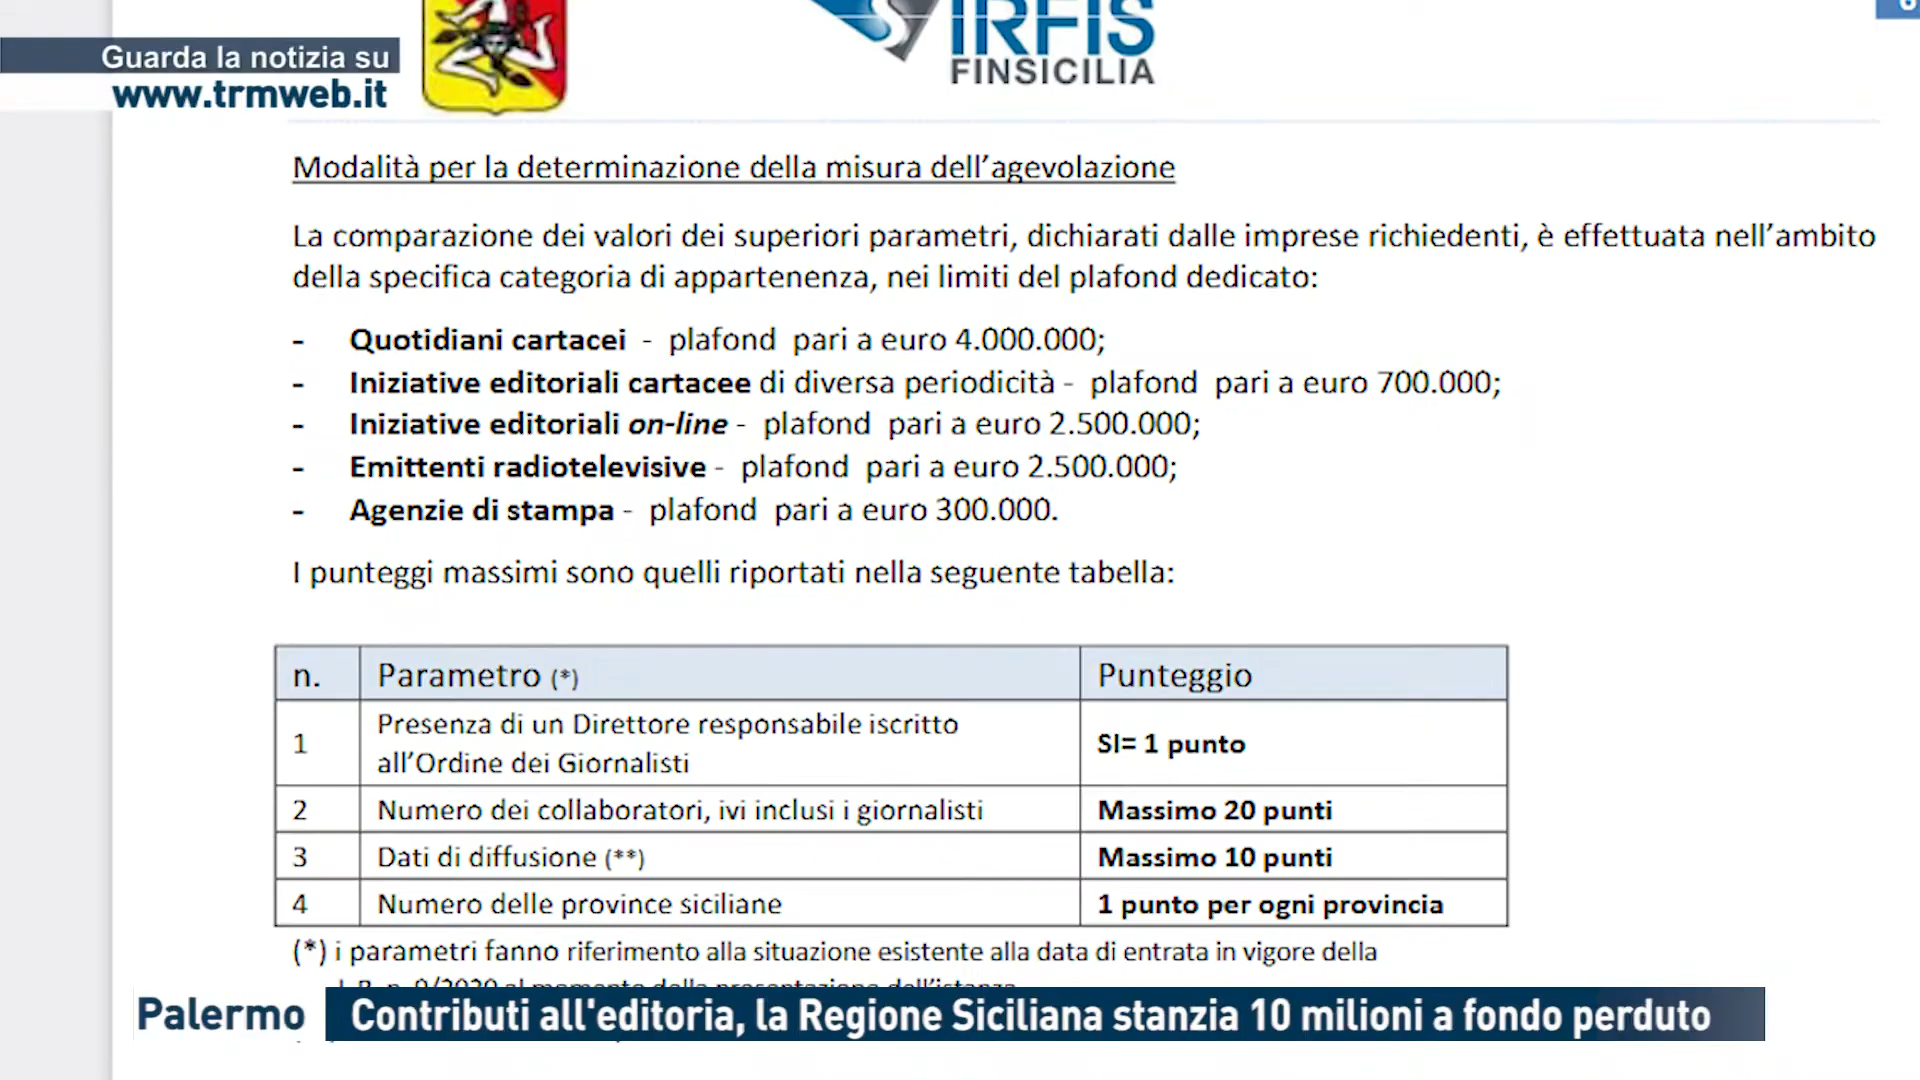 IRFIS
FINSICILIA
Guarda la notizia su
www.trmweb.it
Modalità per la determinazione della misura dell’agevolazione
La comparazione dei valori dei superiori parametri, dichiarati dalle imprese richiedenti, è effettuata nell’ambito
della specifica categoria di appartenenza, nei limiti del plafond dedicato:
- Quotidiani cartacei - plafond pari a euro 4.000.000;
- Iniziative editoriali cartacee di diversa periodicità - plafond pari a euro 700.000;
- Iniziative editoriali on-line - plafond pari a euro 2.500.000;
- Emittenti radiotelevisive - plafond pari a euro 2.500.000;
- Agenzie di stampa - plafond pari a euro 300.000.
I punteggi massimi sono quelli riportati nella seguente tabella:
n. Parametro (*) Punteggio
1 Presenza di un Direttore responsabile iscritto
all’Ordine dei Giornalisti SI= 1 punto
2 Numero dei collaboratori, ivi inclusi i giornalisti Massimo 20 punti
3 Dati di diffusione (**) Massimo 10 punti
4 Numero delle province siciliane 1 punto per ogni provincia
(*) i parametri fanno riferimento alla situazione esistente alla data di entrata in vigore della
L.R. n. 9/2020 al momento della presentazione dell’istanza
Palermo Contributi all'editoria, la Regione Siciliana stanzia 10 milioni a fondo perduto